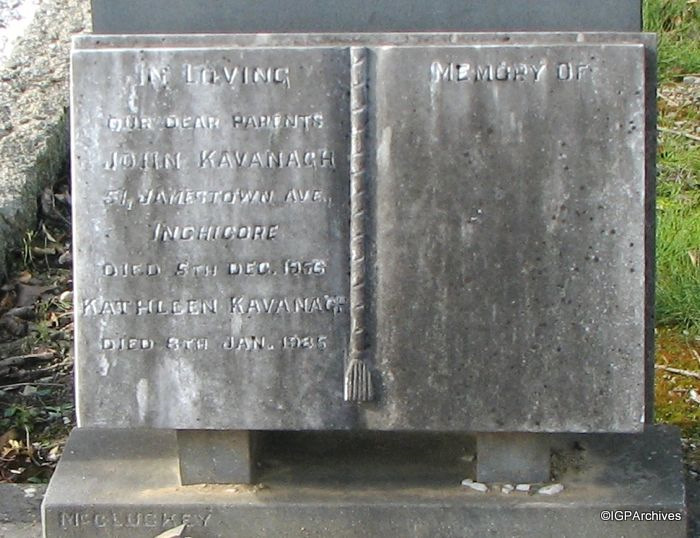 IN LOVING
MEMORY OF
OUR DEAR PARENTS
JOHN KAVANAGH
51, JAMESTOWN AVE.,
INCHICORE
DIED 5TH DEC.
KATHLEEN KAVANAGH
DIED 8TH JAN. 1985
McCLUSKEY
©IGPArchives